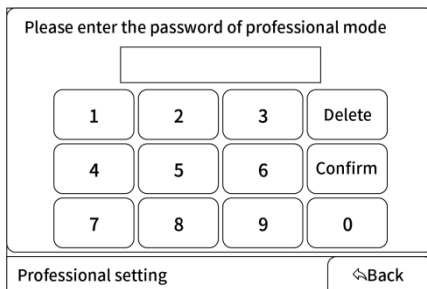 Please enter the password of professional mode
1 2 3 Delete
4 5 6 Confirm
7 8 9 0
Professional setting Back